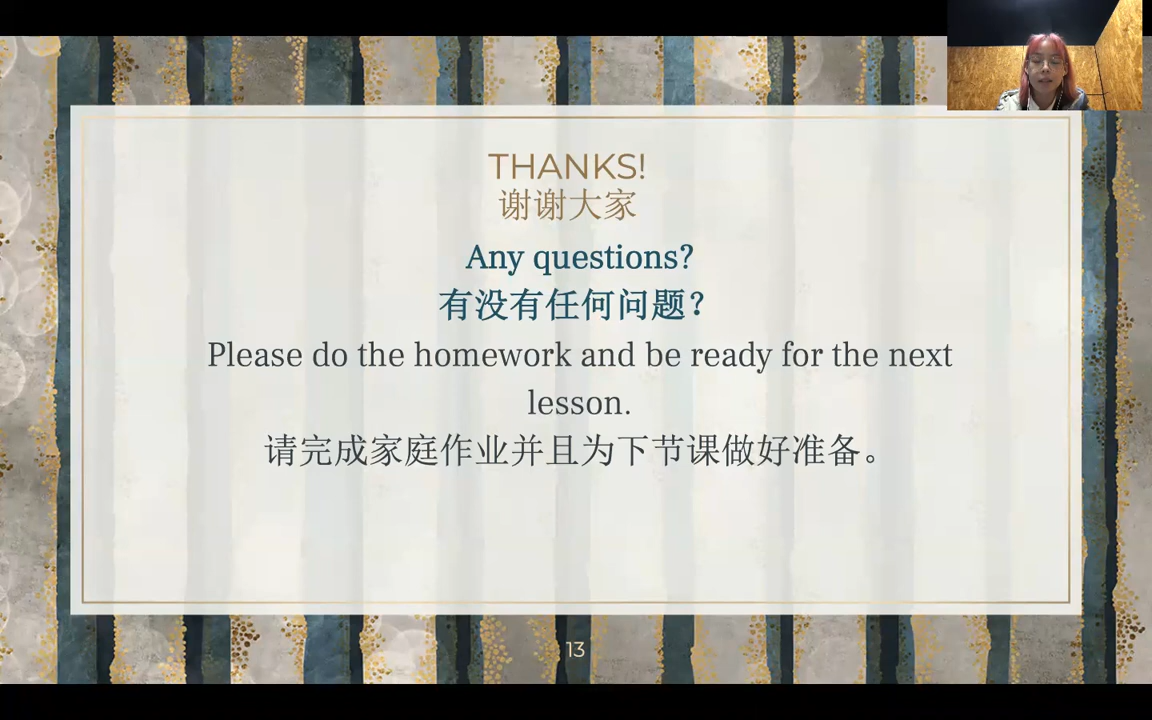 THANKS!
谢谢大家
Any questions?
有没有任何问题？
Please do the homework and be ready for the next
lesson.
请完成家庭作业并且为下节课做好准备。
13